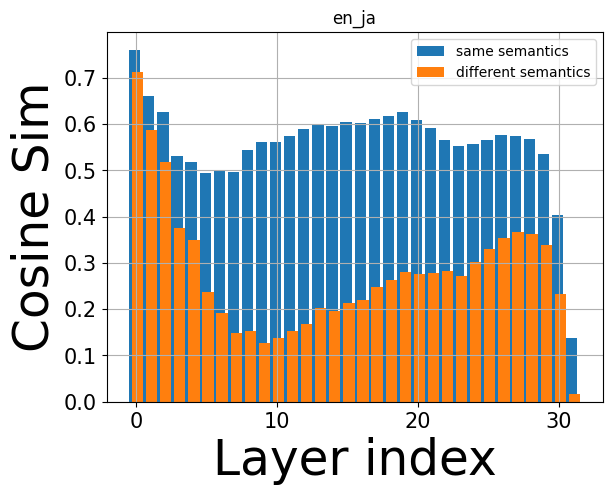 en_ja
same semantics
different semantics
Cosine Sim
0.7
0.6
0.5
0.4
0.3
0.2
0.1
0.0
0 10 20 30
Layer index